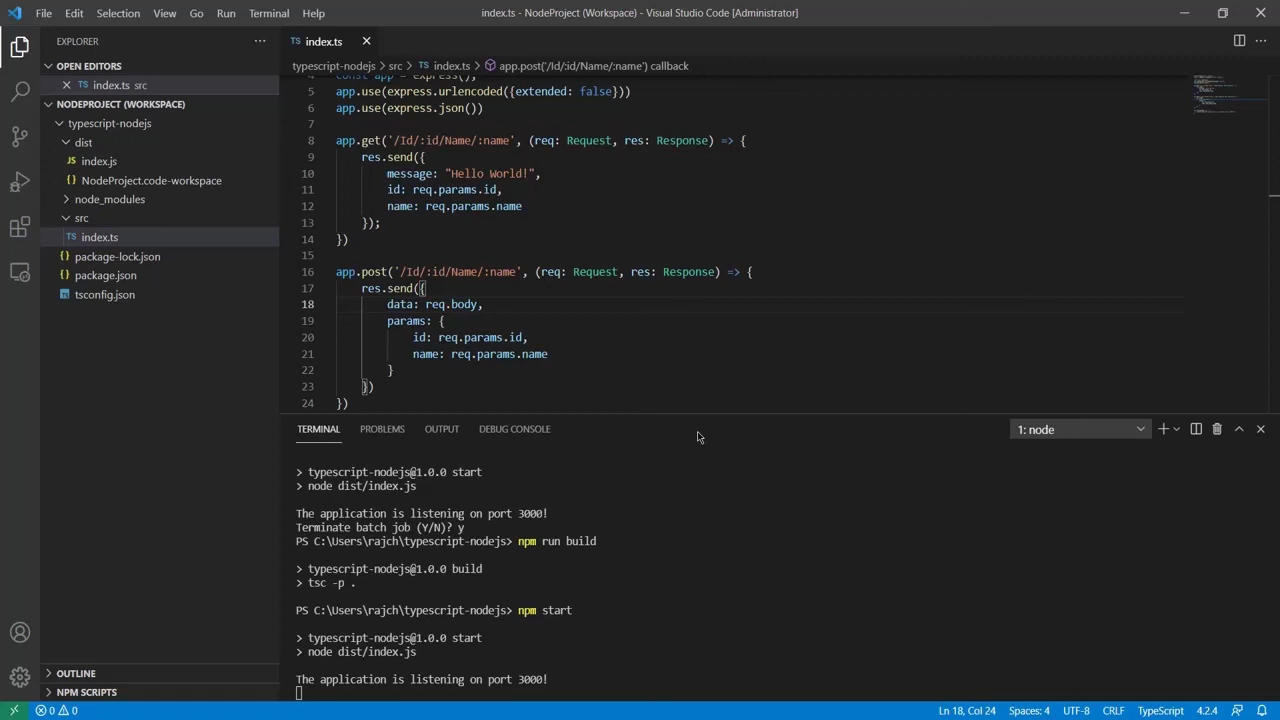 File Edit Selection View Go Run Terminal Help index.ts - NodeProject (Workspace) - Visual Studio Code [Administrator]
EXPLORER
OPEN EDITORS
TS index.ts src
NODEPROJECT (WORKSPACE)
typescript-nodejs
dist
JS index.js
{} NodeProject.code-workspace
node_modules
src
TS index.ts
{} package-lock.json
{} package.json
{} tsconfig.json
OUTLINE
NPM SCRIPTS
TS index.ts
typescript-nodejs > src > TS index.ts > app.post('/Id/:id/Name/:name') callback
4 const app = express();
5 app.use(express.urlencoded({extended: false}))
6 app.use(express.json())
7
8 app.get('/Id/:id/Name/:name', (req: Request, res: Response) => {
9 res.send({
10 message: "Hello World!",
11 id: req.params.id,
12 name: req.params.name
13 });
14 })
15
16 app.post('/Id/:id/Name/:name', (req: Request, res: Response) => {
17 res.send({
18 data: req.body,
19 params: {
20 id: req.params.id,
21 name: req.params.name
22 }
23 })
24 })
TERMINAL PROBLEMS OUTPUT DEBUG CONSOLE 1: node
> typescript-nodejs@1.0.0 start
> node dist/index.js
The application is listening on port 3000!
Terminate batch job (Y/N)? y
PS C:\Users\rajch\typescript-nodejs> npm run build
> typescript-nodejs@1.0.0 build
> tsc -p .
PS C:\Users\rajch\typescript-nodejs> npm start
> typescript-nodejs@1.0.0 start
> node dist/index.js
The application is listening on port 3000!
0 0 Ln 18, Col 24 Spaces: 4 UTF-8 CRLF TypeScript 4.2.4